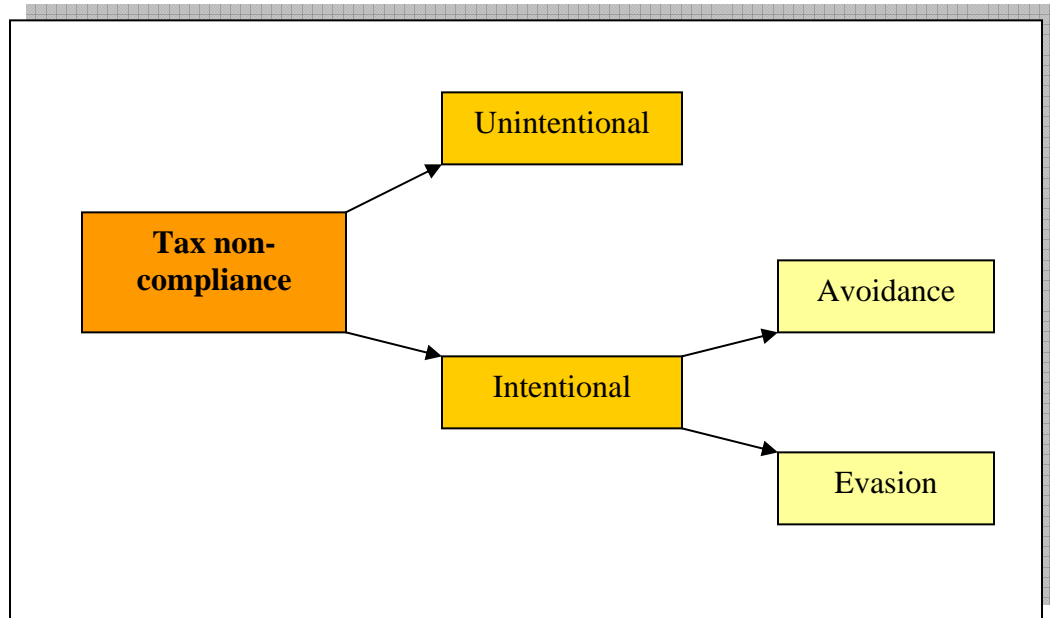 Unintentional
Tax non-
compliance
Avoidance
Intentional
Evasion